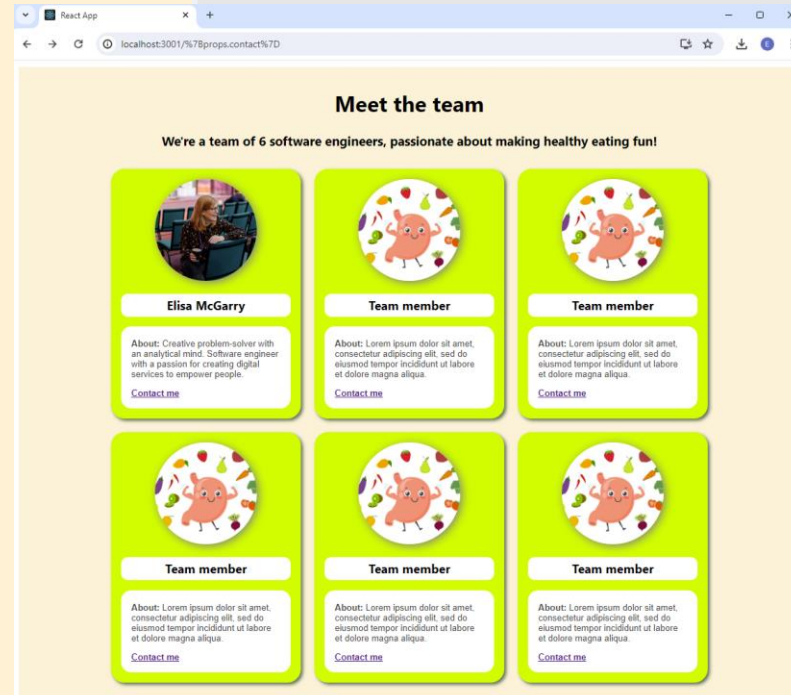 React App
localhost:3001/%7Bprops.contact%7D
E
Meet the team
We're a team of 6 software engineers, passionate about making healthy eating fun!
Elisa McGarry
About: Creative problem-solver with
an analytical mind. Software engineer
with a passion for creating digital
services to empower people.
Contact me
Team member
About: Lorem ipsum dolor sit amet,
consectetur adipiscing elit, sed do
eiusmod tempor incididunt ut labore
et dolore magna aliqua.
Contact me
Team member
About: Lorem ipsum dolor sit amet,
consectetur adipiscing elit, sed do
eiusmod tempor incididunt ut labore
et dolore magna aliqua.
Contact me
Team member
About: Lorem ipsum dolor sit amet,
consectetur adipiscing elit, sed do
eiusmod tempor incididunt ut labore
et dolore magna aliqua.
Contact me
Team member
About: Lorem ipsum dolor sit amet,
consectetur adipiscing elit, sed do
eiusmod tempor incididunt ut labore
et dolore magna aliqua.
Contact me
Team member
About: Lorem ipsum dolor sit amet,
consectetur adipiscing elit, sed do
eiusmod tempor incididunt ut labore
et dolore magna aliqua.
Contact me